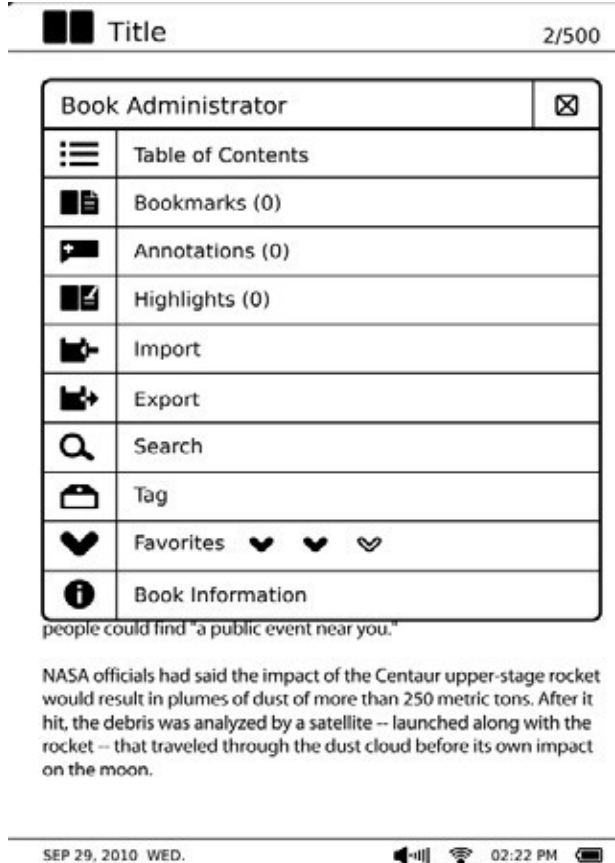 Title
2/500
Book Administrator
Table of Contents
Bookmarks (0)
Annotations (0)
Highlights (0)
Import
Export
Search
Tag
Favorites
Book Information
people could find "a public event near you."
NASA officials had said the impact of the Centaur upper-stage rocket
would result in plumes of dust of more than 250 metric tons. After it
hit, the debris was analyzed by a satellite -- launched along with the
rocket -- that traveled through the dust cloud before its own impact
on the moon.
SEP 29, 2010 WED.
02:22 PM